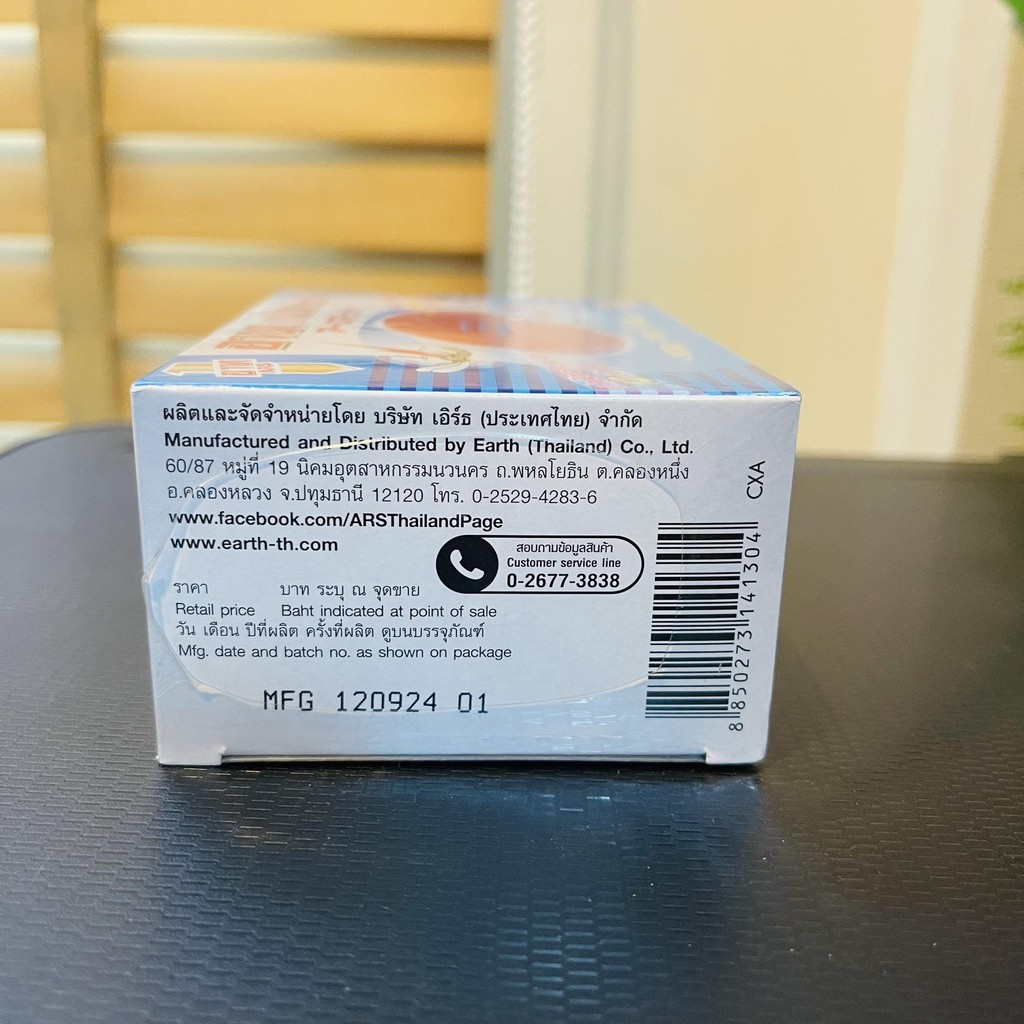 ผลิตและจัดจำหน่ายโดย บริษัท เอิร์ธ (ประเทศไทย) จำกัด
Manufactured and Distributed by Earth (Thailand) Co., Ltd.
60/87 หมู่ที่ 19 นิคมอุตสาหกรรมนวนคร ถ.พหลโยธิน ต.คลองหนึ่ง
อ.คลองหลวง จ.ปทุมธานี 12120 โทร. 0-2529-4283-6
www.facebook.com/ARSThailandPage
www.earth-th.com
สอบถามข้อมูลสินค้า
Customer service line
0-2677-3838
ราคา บาท ระบุ ณ จุดขาย
Retail price Baht indicated at point of sale
วัน เดือน ปีที่ผลิต ครั้งที่ผลิต ดูบนบรรจุภัณฑ์
Mfg. date and batch no. as shown on package
MFG 120924 01
CXA
8 850273 141304